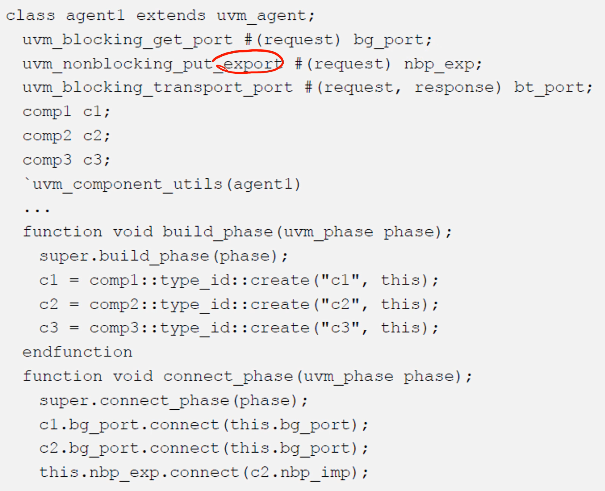 class agent1 extends uvm_agent;
uvm_blocking_get_port #(request) bg_port;
uvm_nonblocking_put_export #(request) nbp_exp;
uvm_blocking_transport_port #(request, response) bt_port;
comp1 c1;
comp2 c2;
comp3 c3;
`uvm_component_utils(agent1)
...
function void build_phase(uvm_phase phase);
super.build_phase(phase);
c1 = comp1::type_id::create("c1", this);
c2 = comp2::type_id::create("c2", this);
c3 = comp3::type_id::create("c3", this);
endfunction
function void connect_phase(uvm_phase phase);
super.connect_phase(phase);
c1.bg_port.connect(this.bg_port);
c2.bg_port.connect(this.bg_port);
this.nbp_exp.connect(c2.nbp_imp);